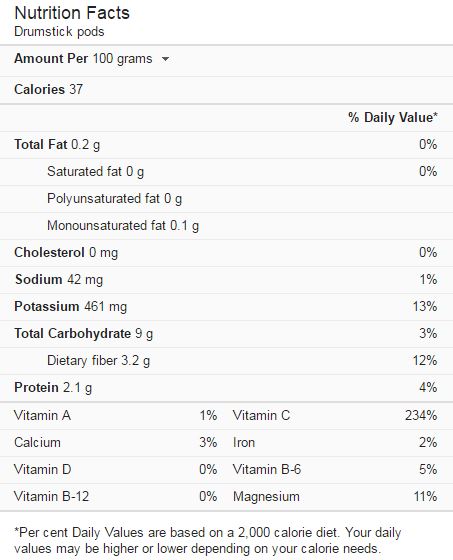 Nutrition Facts
Drumstick pods
Amount Per 100 grams
Calories 37
% Daily Value*
Total Fat 0.2 g 0%
Saturated fat 0 g 0%
Polyunsaturated fat 0 g
Monounsaturated fat 0.1 g
Cholesterol 0 mg 0%
Sodium 42 mg 1%
Potassium 461 mg 13%
Total Carbohydrate 9 g 3%
Dietary fiber 3.2 g 12%
Protein 2.1 g 4%
Vitamin A 1% Vitamin C 234%
Calcium 3% Iron 2%
Vitamin D 0% Vitamin B-6 5%
Vitamin B-12 0% Magnesium 11%
*Per cent Daily Values are based on a 2,000 calorie diet. Your daily
values may be higher or lower depending on your calorie needs.